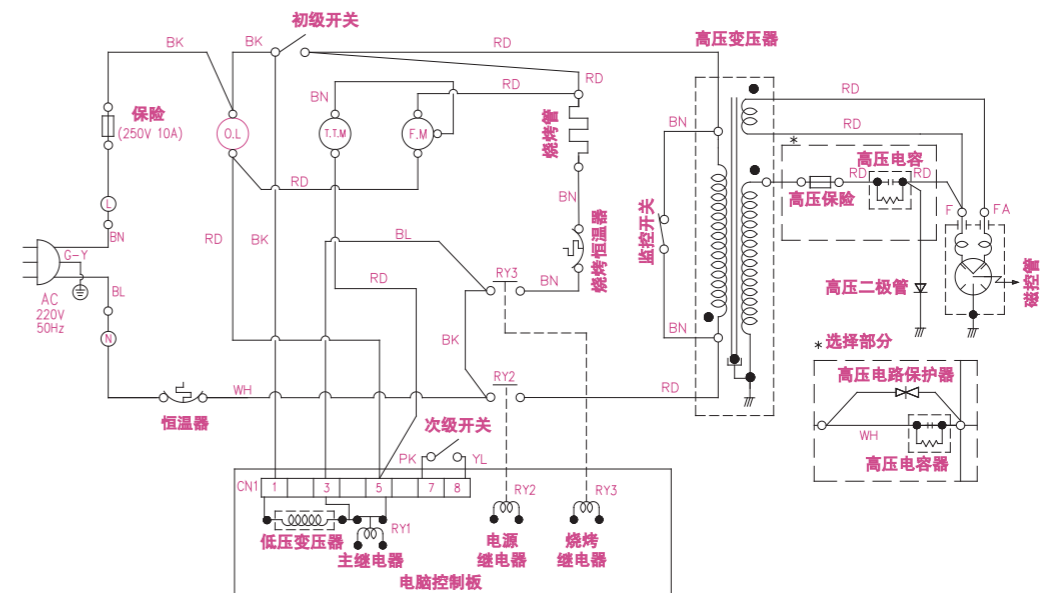 初级开关
BK
BK
RD
高压变压器
RD
BN
RD
RD
保险
(250V 10A)
O.L
T.T.M
F.M
烧烤管
BN
RD
*
高压电容
RD
RD
RD
高压保险
L
BN
G-Y
AC
220V
50Hz
BL
N
RD
BK
BL
RD
BN
烧烤恒温器
RY3
BN
监控开关
BN
F
FA
高压二极管
磁控管
BK
RY2
WH
恒温器
RD
*选择部分
高压电路保护器
WH
高压电容器
次级开关
PK
YL
CN1
1
3
5
7
8
低压变压器
RY1
主继电器
RY2
电源
继电器
RY3
烧烤
继电器
电脑控制板